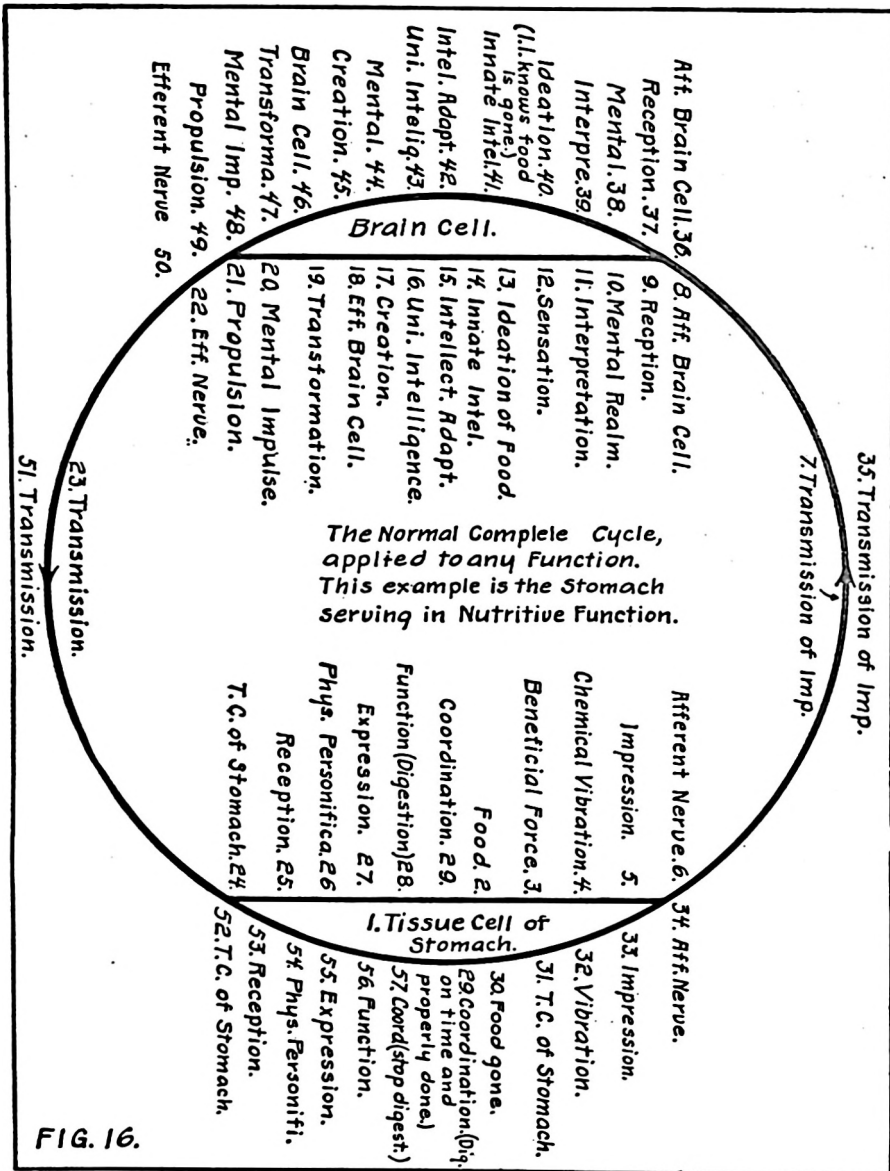 35. Transmission of Imp.
7. Transmission of Imp.
Aff. Brain Cell. 36.
Reception. 37.
Mental. 38.
Interpre. 39.
Ideation. 40.
(I.I. knows food
is gone.)
Innate Intel. 41.
Intel. Adapt. 42.
Uni. Intelig. 43.
Mental. 44.
Creation. 45.
Brain Cell. 46.
Transforma. 47.
Mental Imp. 48.
Propulsion. 49.
Efferent Nerve 50.
Brain Cell.
8. Aff. Brain Cell.
9. Recption.
10. Mental Realm.
11. Interpretation.
12. Sensation.
13. Ideation of Food.
14. Innate Intel.
15. Intellect. Adapt.
16. Uni. Intelligence.
17. Creation.
18. Eff. Brain Cell.
19. Transformation.
20. Mental Impulse.
21. Propulsion.
22. Eff. Nerve.
The Normal Complele Cycle,
applied to any Function.
This example is the Stomach
serving in Nutritive Function.
Afferent Nerve. 6.
Impression. 5.
Chemical Vibration. 4.
Beneficial Force. 3.
Food. 2.
Coordination. 29.
Function (Digestion) 28.
Expression. 27.
Phys. Personifica. 26
Reception. 25.
T.C. of Stomach. 24.
1. Tissue Cell of
Stomach.
34. Aff. Nerve.
33. Impression.
32. Vibration.
31. T.C. of Stomach.
30. Food gone.
29. Coordination. (Dig.
on time and
properly done.)
57. Coord (stop digest.)
56. Function.
55. Expression.
54. Phys. Personifi.
53. Reception.
52. T.C. of Stomach.
23. Transmission.
51. Transmission.
FIG. 16.